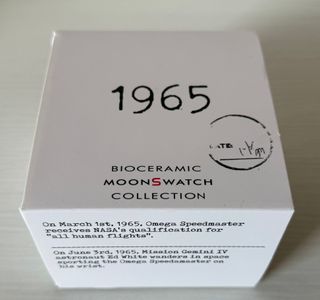 1965
DATE
BIOCERAMIC
MOONSWATCH
COLLECTION
On March 1st, 1965, Omega Speedmaster
receives NASA's qualification for
"all human flights".
On June 3rd, 1965, Mission Gemini IV
astronaut Ed White wanders in space
sporting the Omega Speedmaster on
his wrist.